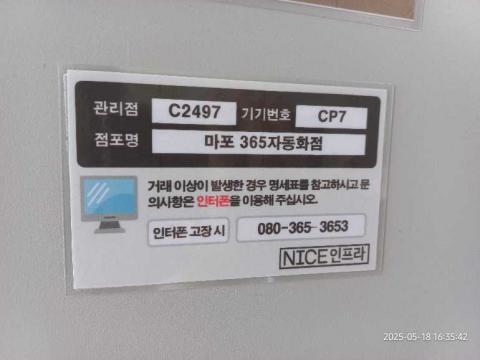 관리점 C2497 기기번호 CP7
점포명 마포 365자동화점
거래 이상이 발생한 경우 명세표를 참고하시고 문
의사항은 인터폰을 이용해 주십시오.
인터폰 고장 시 080-365-3653
NICE인프라
2025-05-18 16:35:42